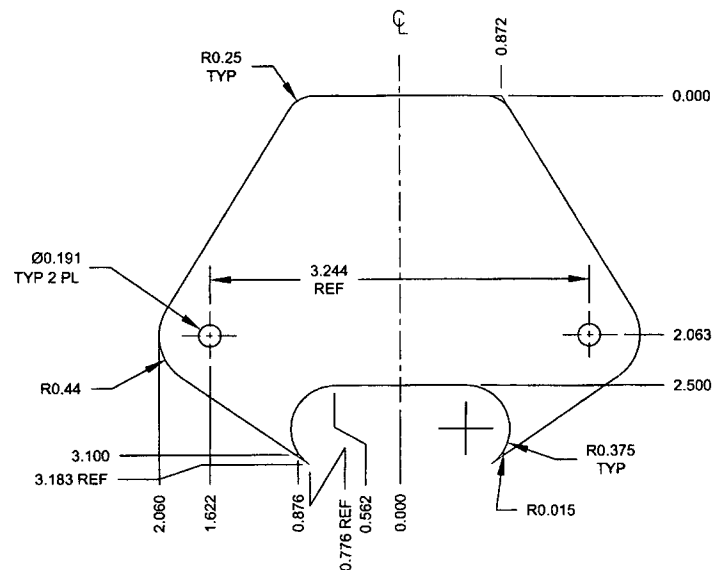 ℄
0.872
R0.25
TYP
0.000
Ø0.191
TYP 2 PL
3.244
REF
2.063
R0.44
2.500
3.100
3.183 REF
R0.375
TYP
R0.015
2.060
1.622
0.876
0.776 REF
0.562
0.000